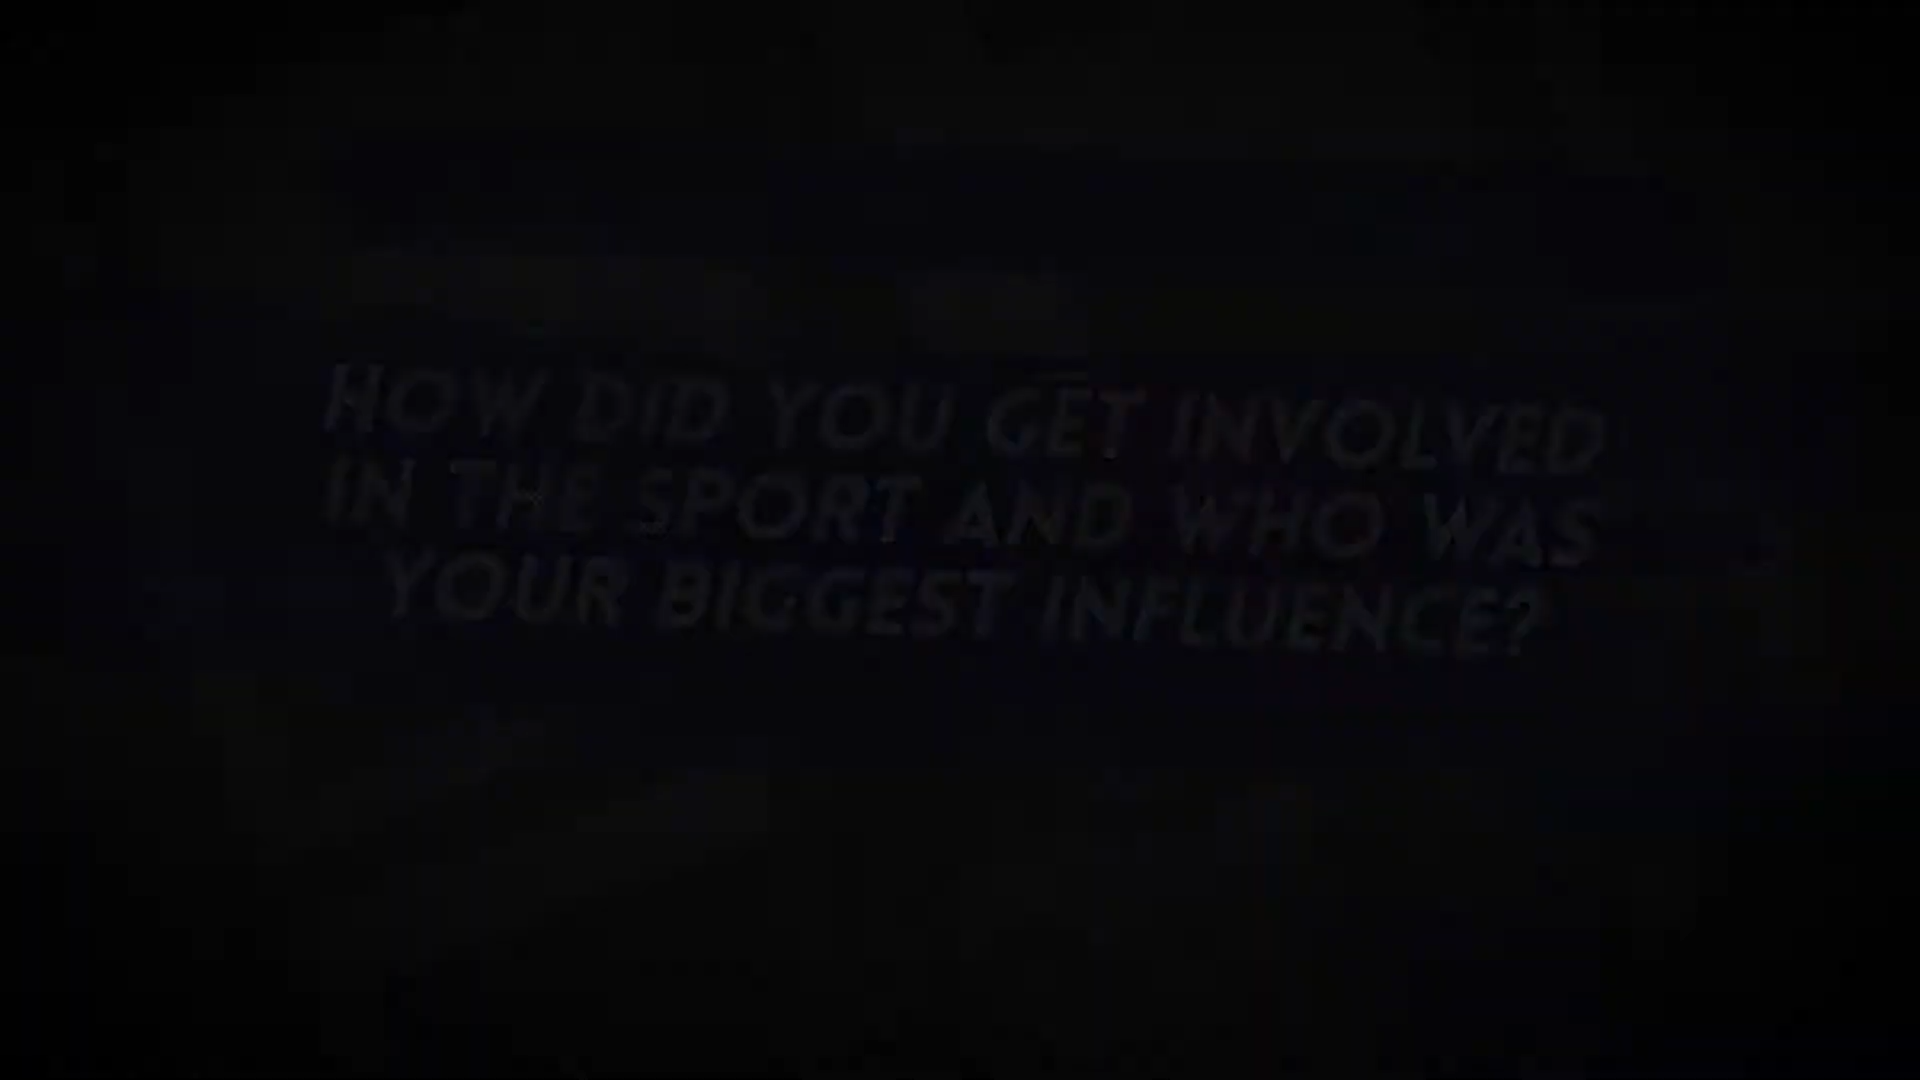 HOW DID YOU GET INVOLVED
IN THE SPORT AND WHO WAS
YOUR BIGGEST INFLUENCE?